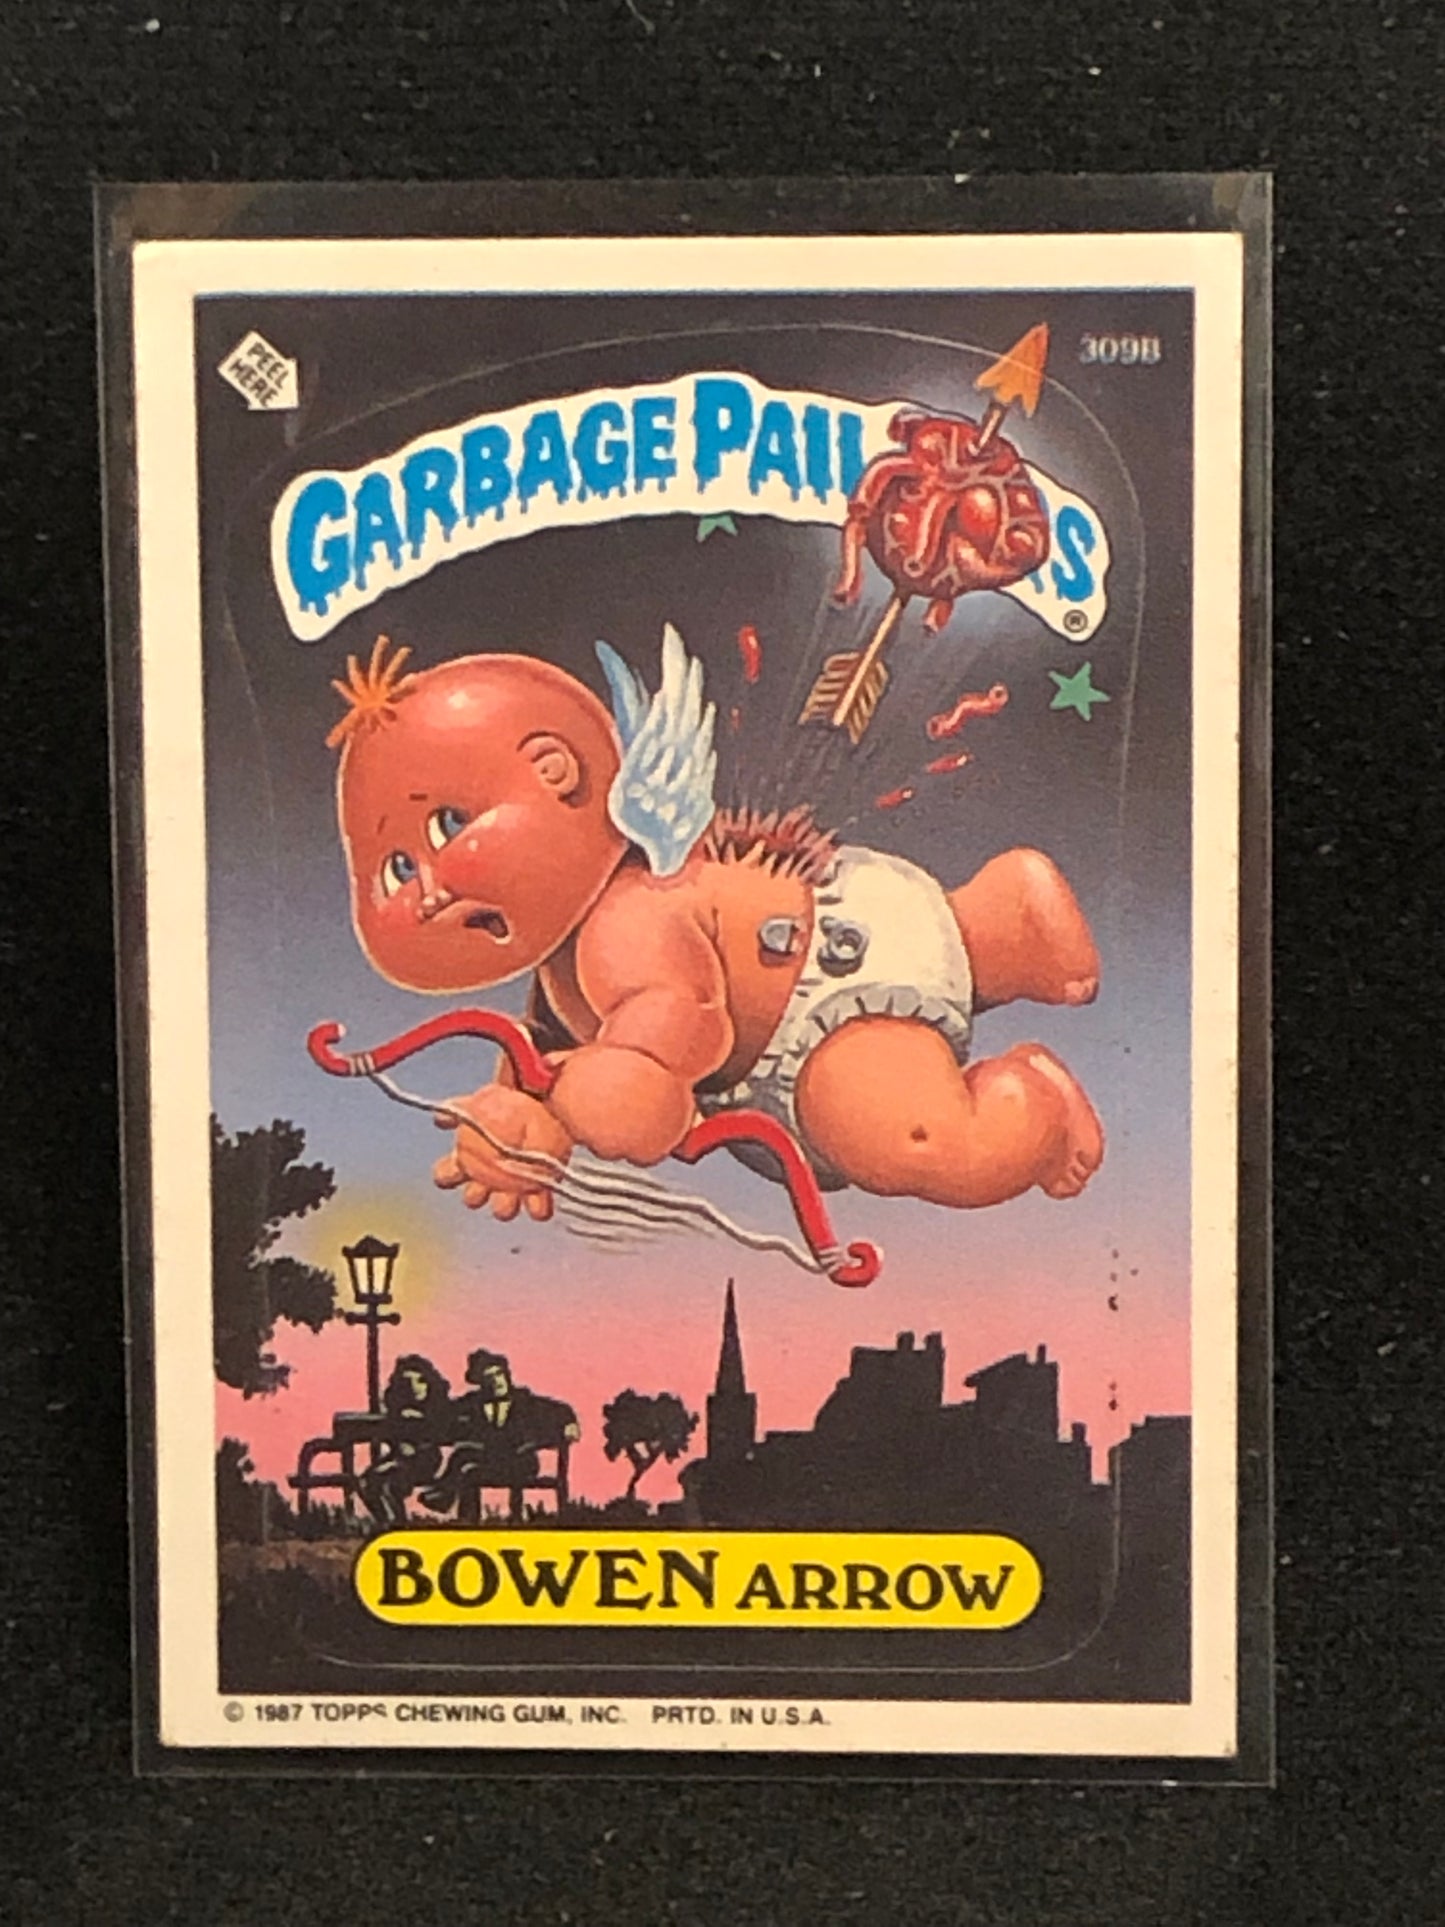 PEEL
HERE
309B
GARBAGE PAIL
S
®
BOWEN ARROW
© 1987 TOPPS CHEWING GUM, INC. PRTD. IN U.S.A.